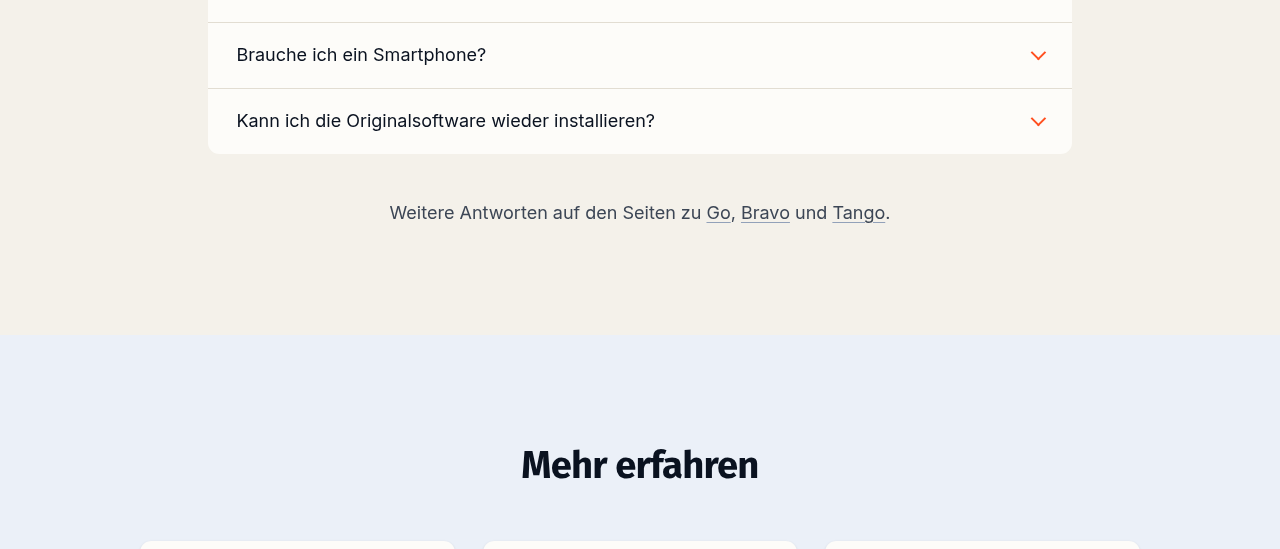 Brauche ich ein Smartphone?
Kann ich die Originalsoftware wieder installieren?
Weitere Antworten auf den Seiten zu Go, Bravo und Tango.
Mehr erfahren